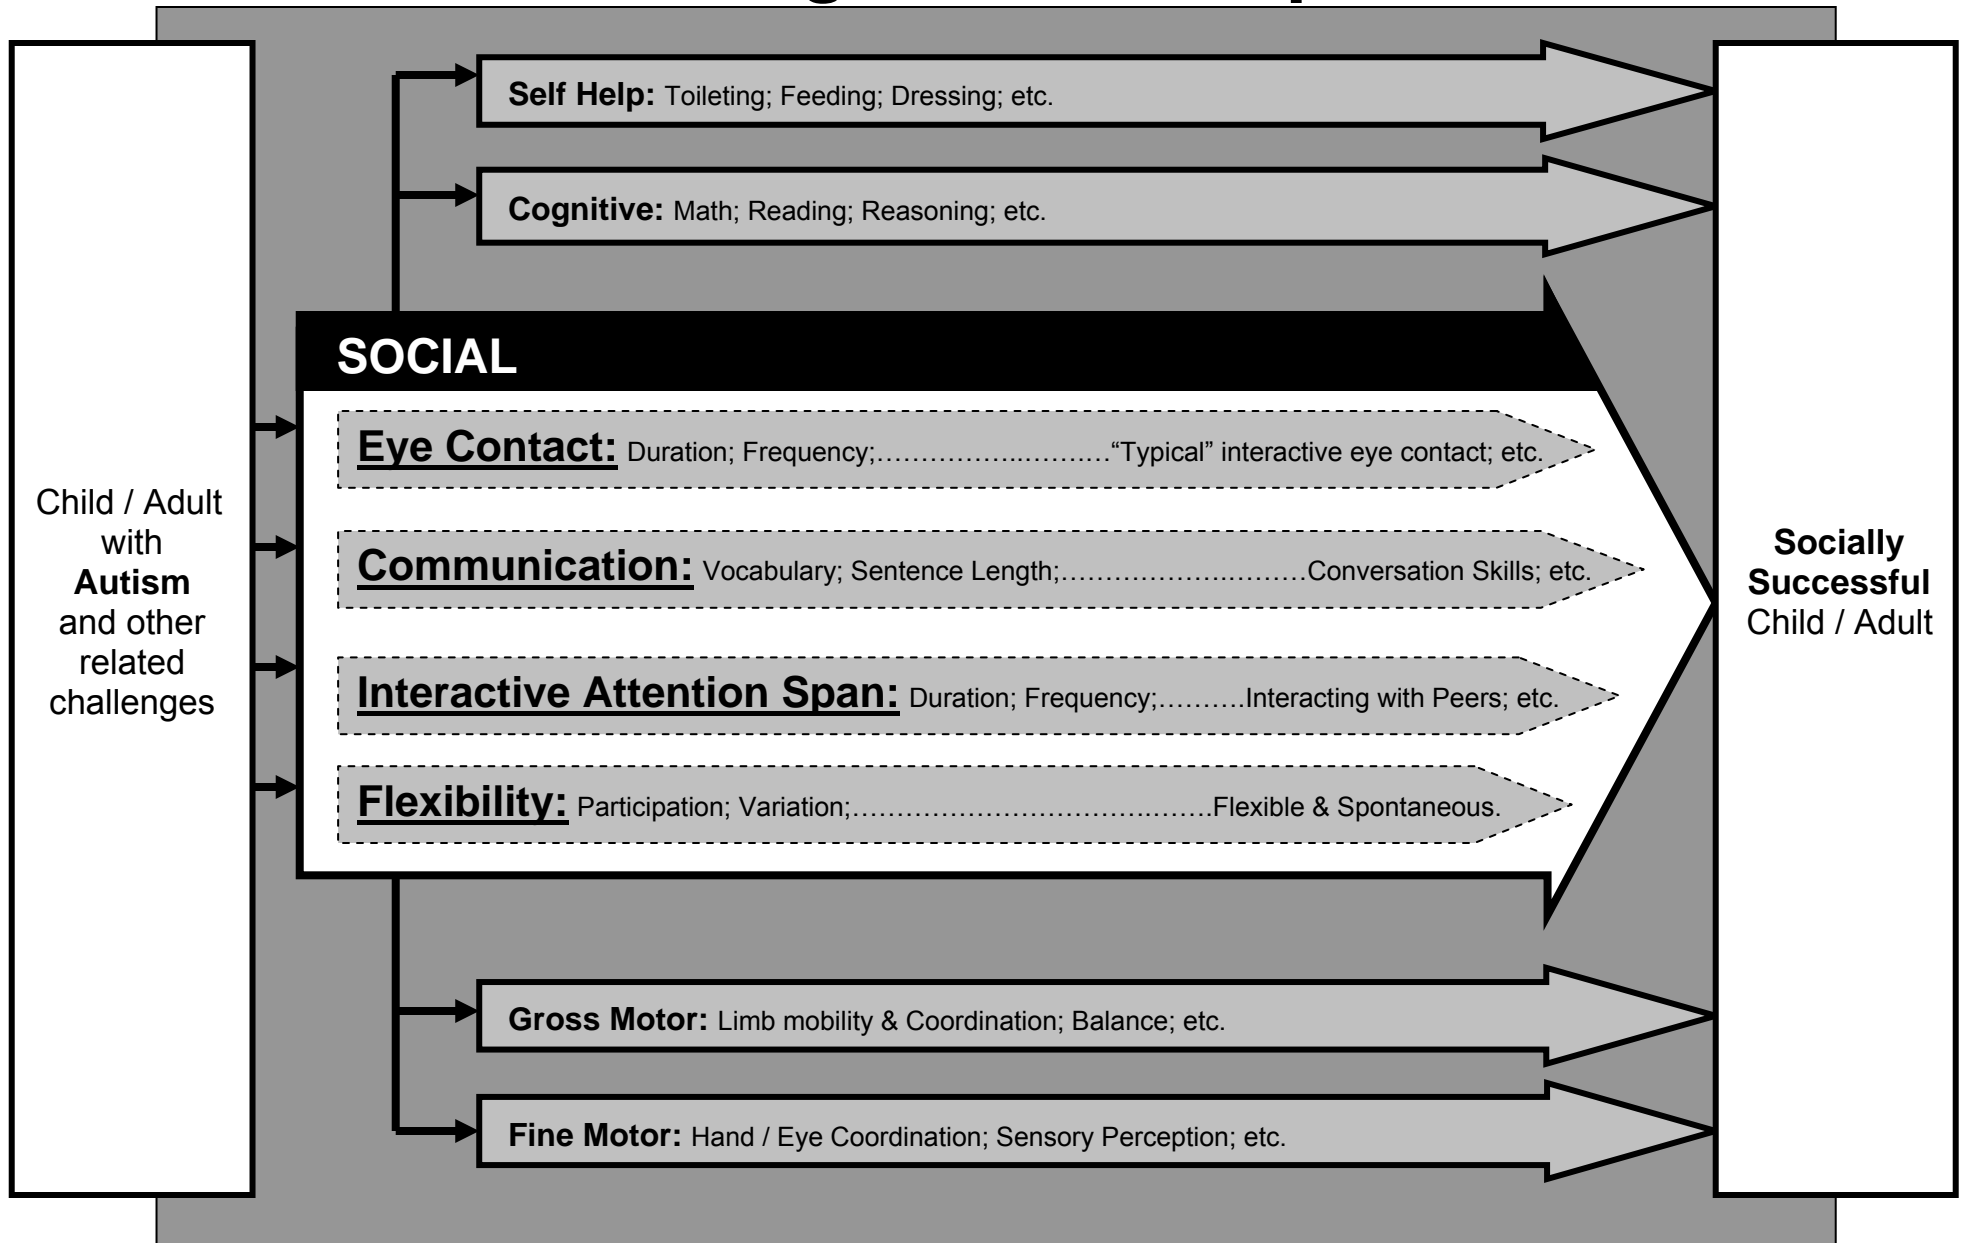 Self Help: Toileting; Feeding; Dressing; etc.
Cognitive: Math; Reading; Reasoning; etc.
SOCIAL
Eye Contact: Duration; Frequency;……………..…….…“Typical” interactive eye contact; etc.
Communication: Vocabulary; Sentence Length;………………..………Conversation Skills; etc.
Interactive Attention Span: Duration; Frequency;……….Interacting with Peers; etc.
Flexibility: Participation; Variation;…………………………….…….Flexible & Spontaneous.
Child / Adult
with
Autism
and other
related
challenges
Socially
Successful
Child / Adult
Gross Motor: Limb mobility & Coordination; Balance; etc.
Fine Motor: Hand / Eye Coordination; Sensory Perception; etc.